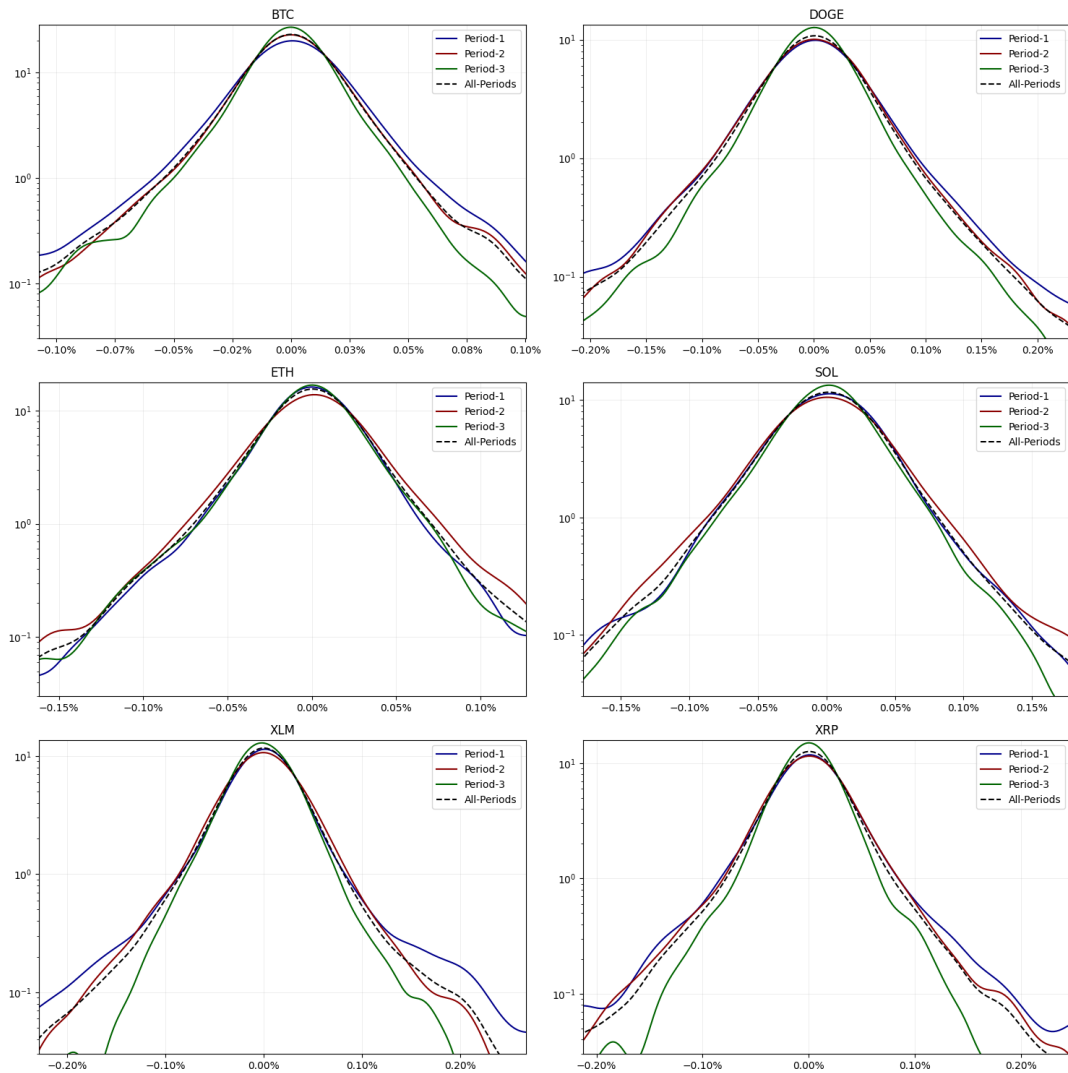 BTC
Period-1
Period-2
Period-3
All-Periods
10¹
10⁰
10⁻¹
−0.10% −0.07% −0.05% −0.02% 0.00% 0.03% 0.05% 0.08% 0.10%
DOGE
Period-1
Period-2
Period-3
All-Periods
10¹
10⁰
10⁻¹
−0.20% −0.15% −0.10% −0.05% 0.00% 0.05% 0.10% 0.15% 0.20%
ETH
Period-1
Period-2
Period-3
All-Periods
10¹
10⁰
10⁻¹
−0.15% −0.10% −0.05% 0.00% 0.05% 0.10%
SOL
Period-1
Period-2
Period-3
All-Periods
10¹
10⁰
10⁻¹
−0.15% −0.10% −0.05% 0.00% 0.05% 0.10% 0.15%
XLM
Period-1
Period-2
Period-3
All-Periods
10¹
10⁰
10⁻¹
−0.20% −0.10% 0.00% 0.10% 0.20%
XRP
Period-1
Period-2
Period-3
All-Periods
10¹
10⁰
10⁻¹
−0.20% −0.10% 0.00% 0.10% 0.20%